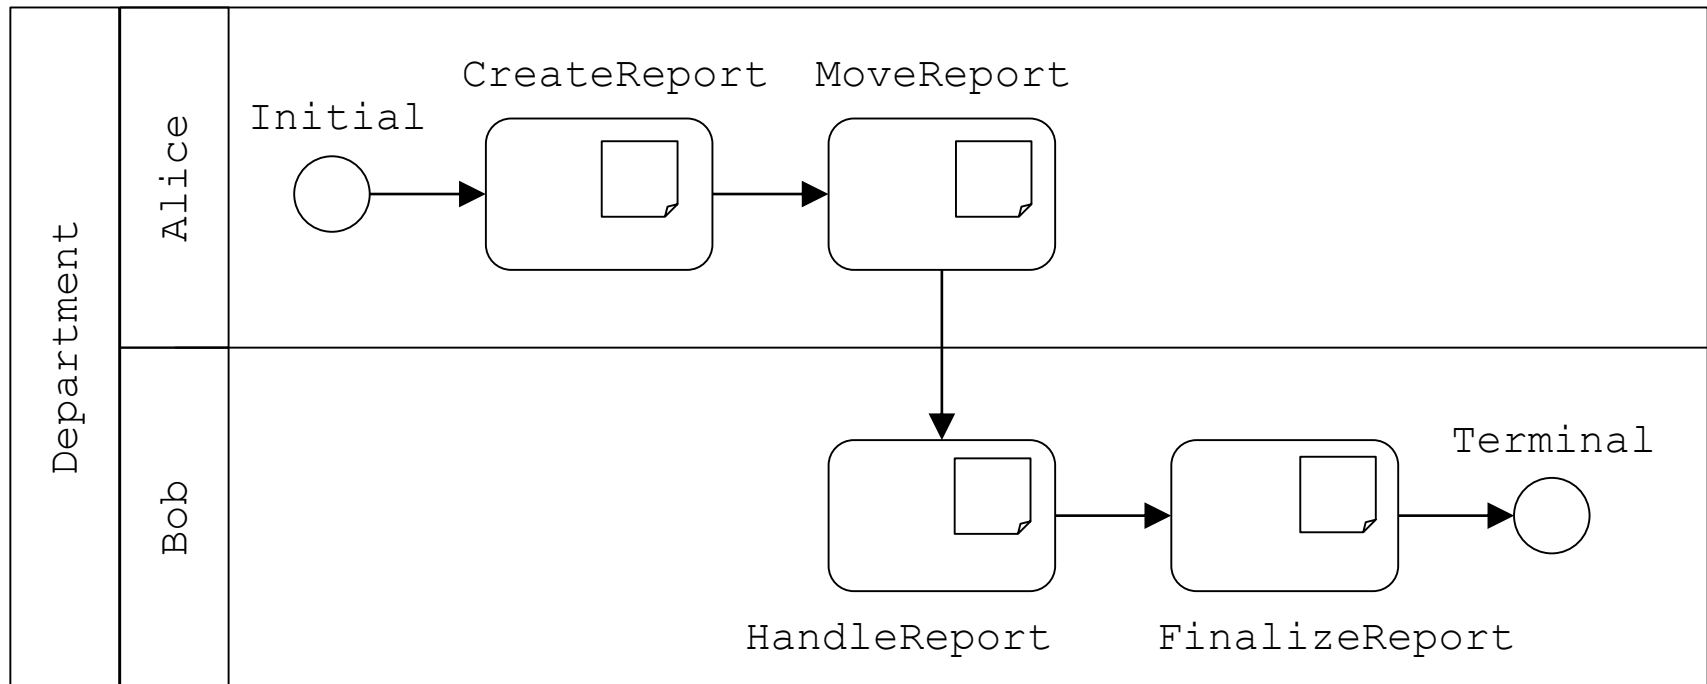 Department
Alice
Initial
CreateReport
MoveReport
Bob
HandleReport
FinalizeReport
Terminal